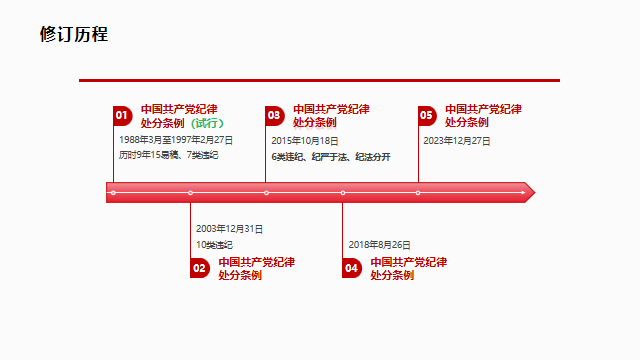 修订历程
01
中国共产党纪律
处分条例（试行）
1988年3月至1997年2月27日
历时9年15易稿、7类违纪
03
中国共产党纪律
处分条例
2015年10月18日
6类违纪、纪严于法、纪法分开
05
中国共产党纪律
处分条例
2023年12月27日
2003年12月31日
10类违纪
02
中国共产党纪律
处分条例
2018年8月26日
04
中国共产党纪律
处分条例